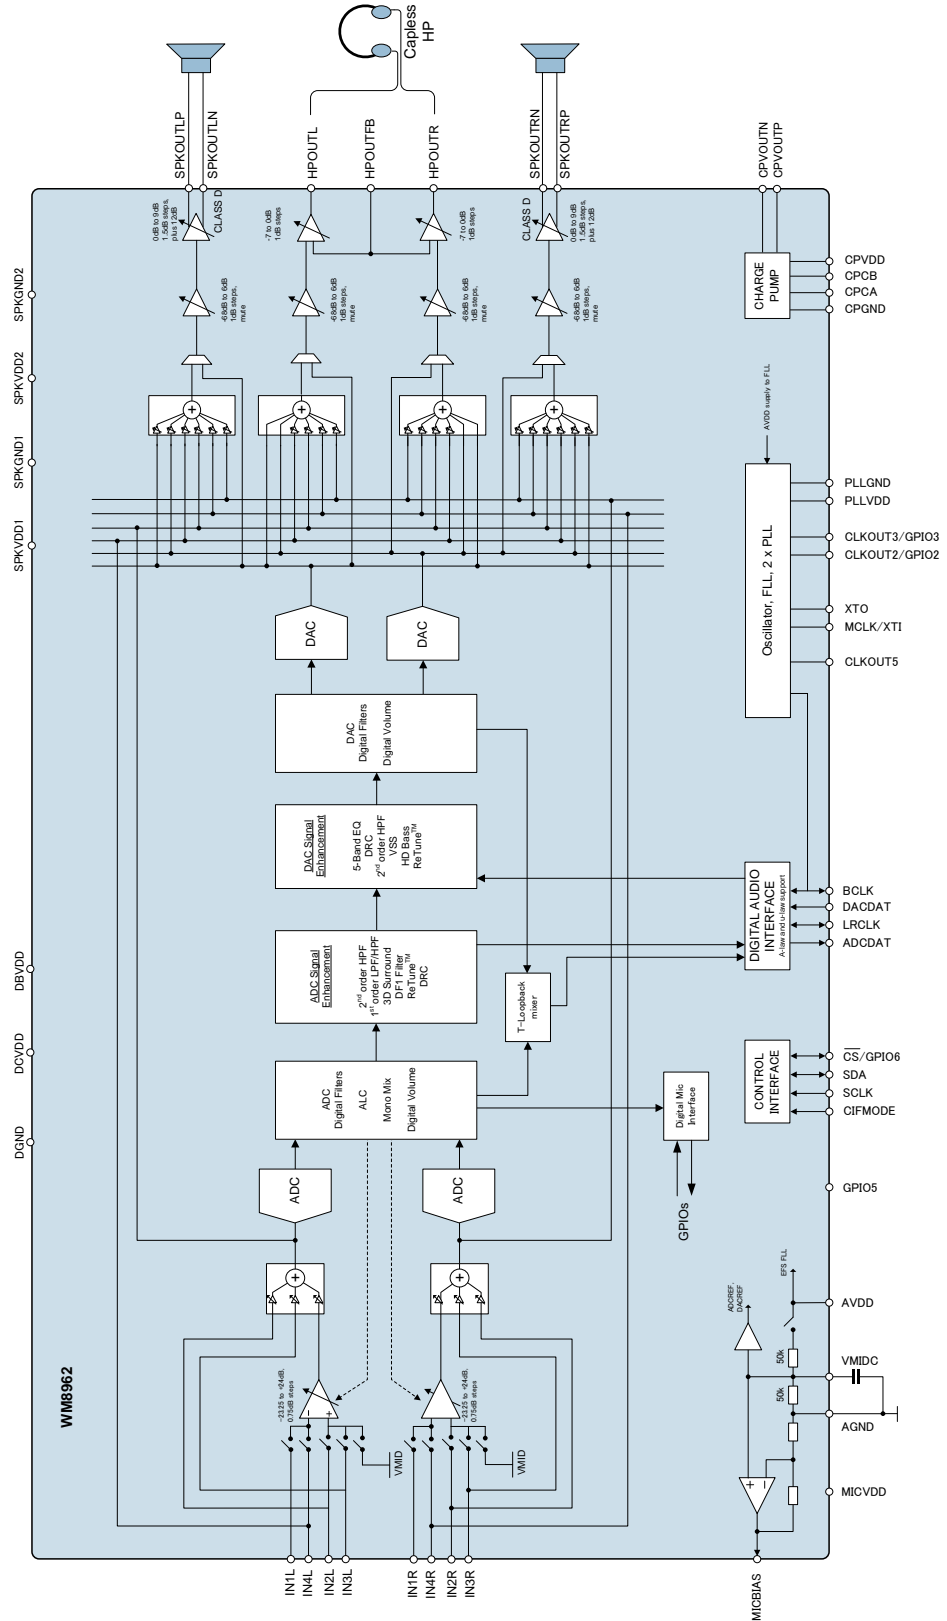 WM8962
SPKVDD1
SPKGND1
SPKVDD2
SPKGND2
DBVDD
DCVDD
DGND
SPKOUTLP
SPKOUTLN
HPOUTL
HPOUTFB
HPOUTR
SPKOUTRN
SPKOUTRP
Capless
HP
CPVOUTN
CPVOUTP
0dB to 9dB
1.5dB steps,
plus 12dB
CLASS D
-7 to 0dB
1dB steps
-7 to 0dB
1dB steps
CLASS D
0dB to 9dB
1.5dB steps,
plus 12dB
-68dB to 6dB
1dB steps,
mute
-68dB to 6dB
1dB steps,
mute
-68dB to 6dB
1dB steps,
mute
-68dB to 6dB
1dB steps,
mute
+
+
+
+
CHARGE
PUMP
CPVDD
CPCB
CPCA
CPGND
AVDD supply to FLL
Oscillator, FLL, 2 x PLL
PLLGND
PLLVDD
CLKOUT3/GPIO3
CLKOUT2/GPIO2
XTO
MCLK/XTI
CLKOUT5
DAC
DAC
DAC
Digital Filters
Digital Volume
DAC Signal
Enhancement
5-Band EQ
DRC
2nd order HPF
VSS
HD Bass
ReTune™
ADC Signal
Enhancement
2nd order HPF
1st order LPF/HPF
3D Surround
DF1 Filter
ReTune™
DRC
T-Loopback
mixer
DIGITAL AUDIO
INTERFACE
A-law and u-law support
BCLK
DACDAT
LRCLK
ADCDAT
ADC
Digital Filters
ALC
Mono Mix
Digital Volume
Digital Mic
Interface
GPIOs
CONTROL
INTERFACE
CS/GPIO6
SDA
SCLK
CIFMODE
GPIO5
ADC
ADC
+
+
-23.25 to +24dB,
0.75dB steps
-
+
-23.25 to +24dB,
0.75dB steps
VMID
VMID
ADCREF,
DACREF
EFS FLL
50k
50k
+
-
AVDD
VMIDC
AGND
MICVDD
IN1L
IN4L
IN2L
IN3L
IN1R
IN4R
IN2R
IN3R
MICBIAS